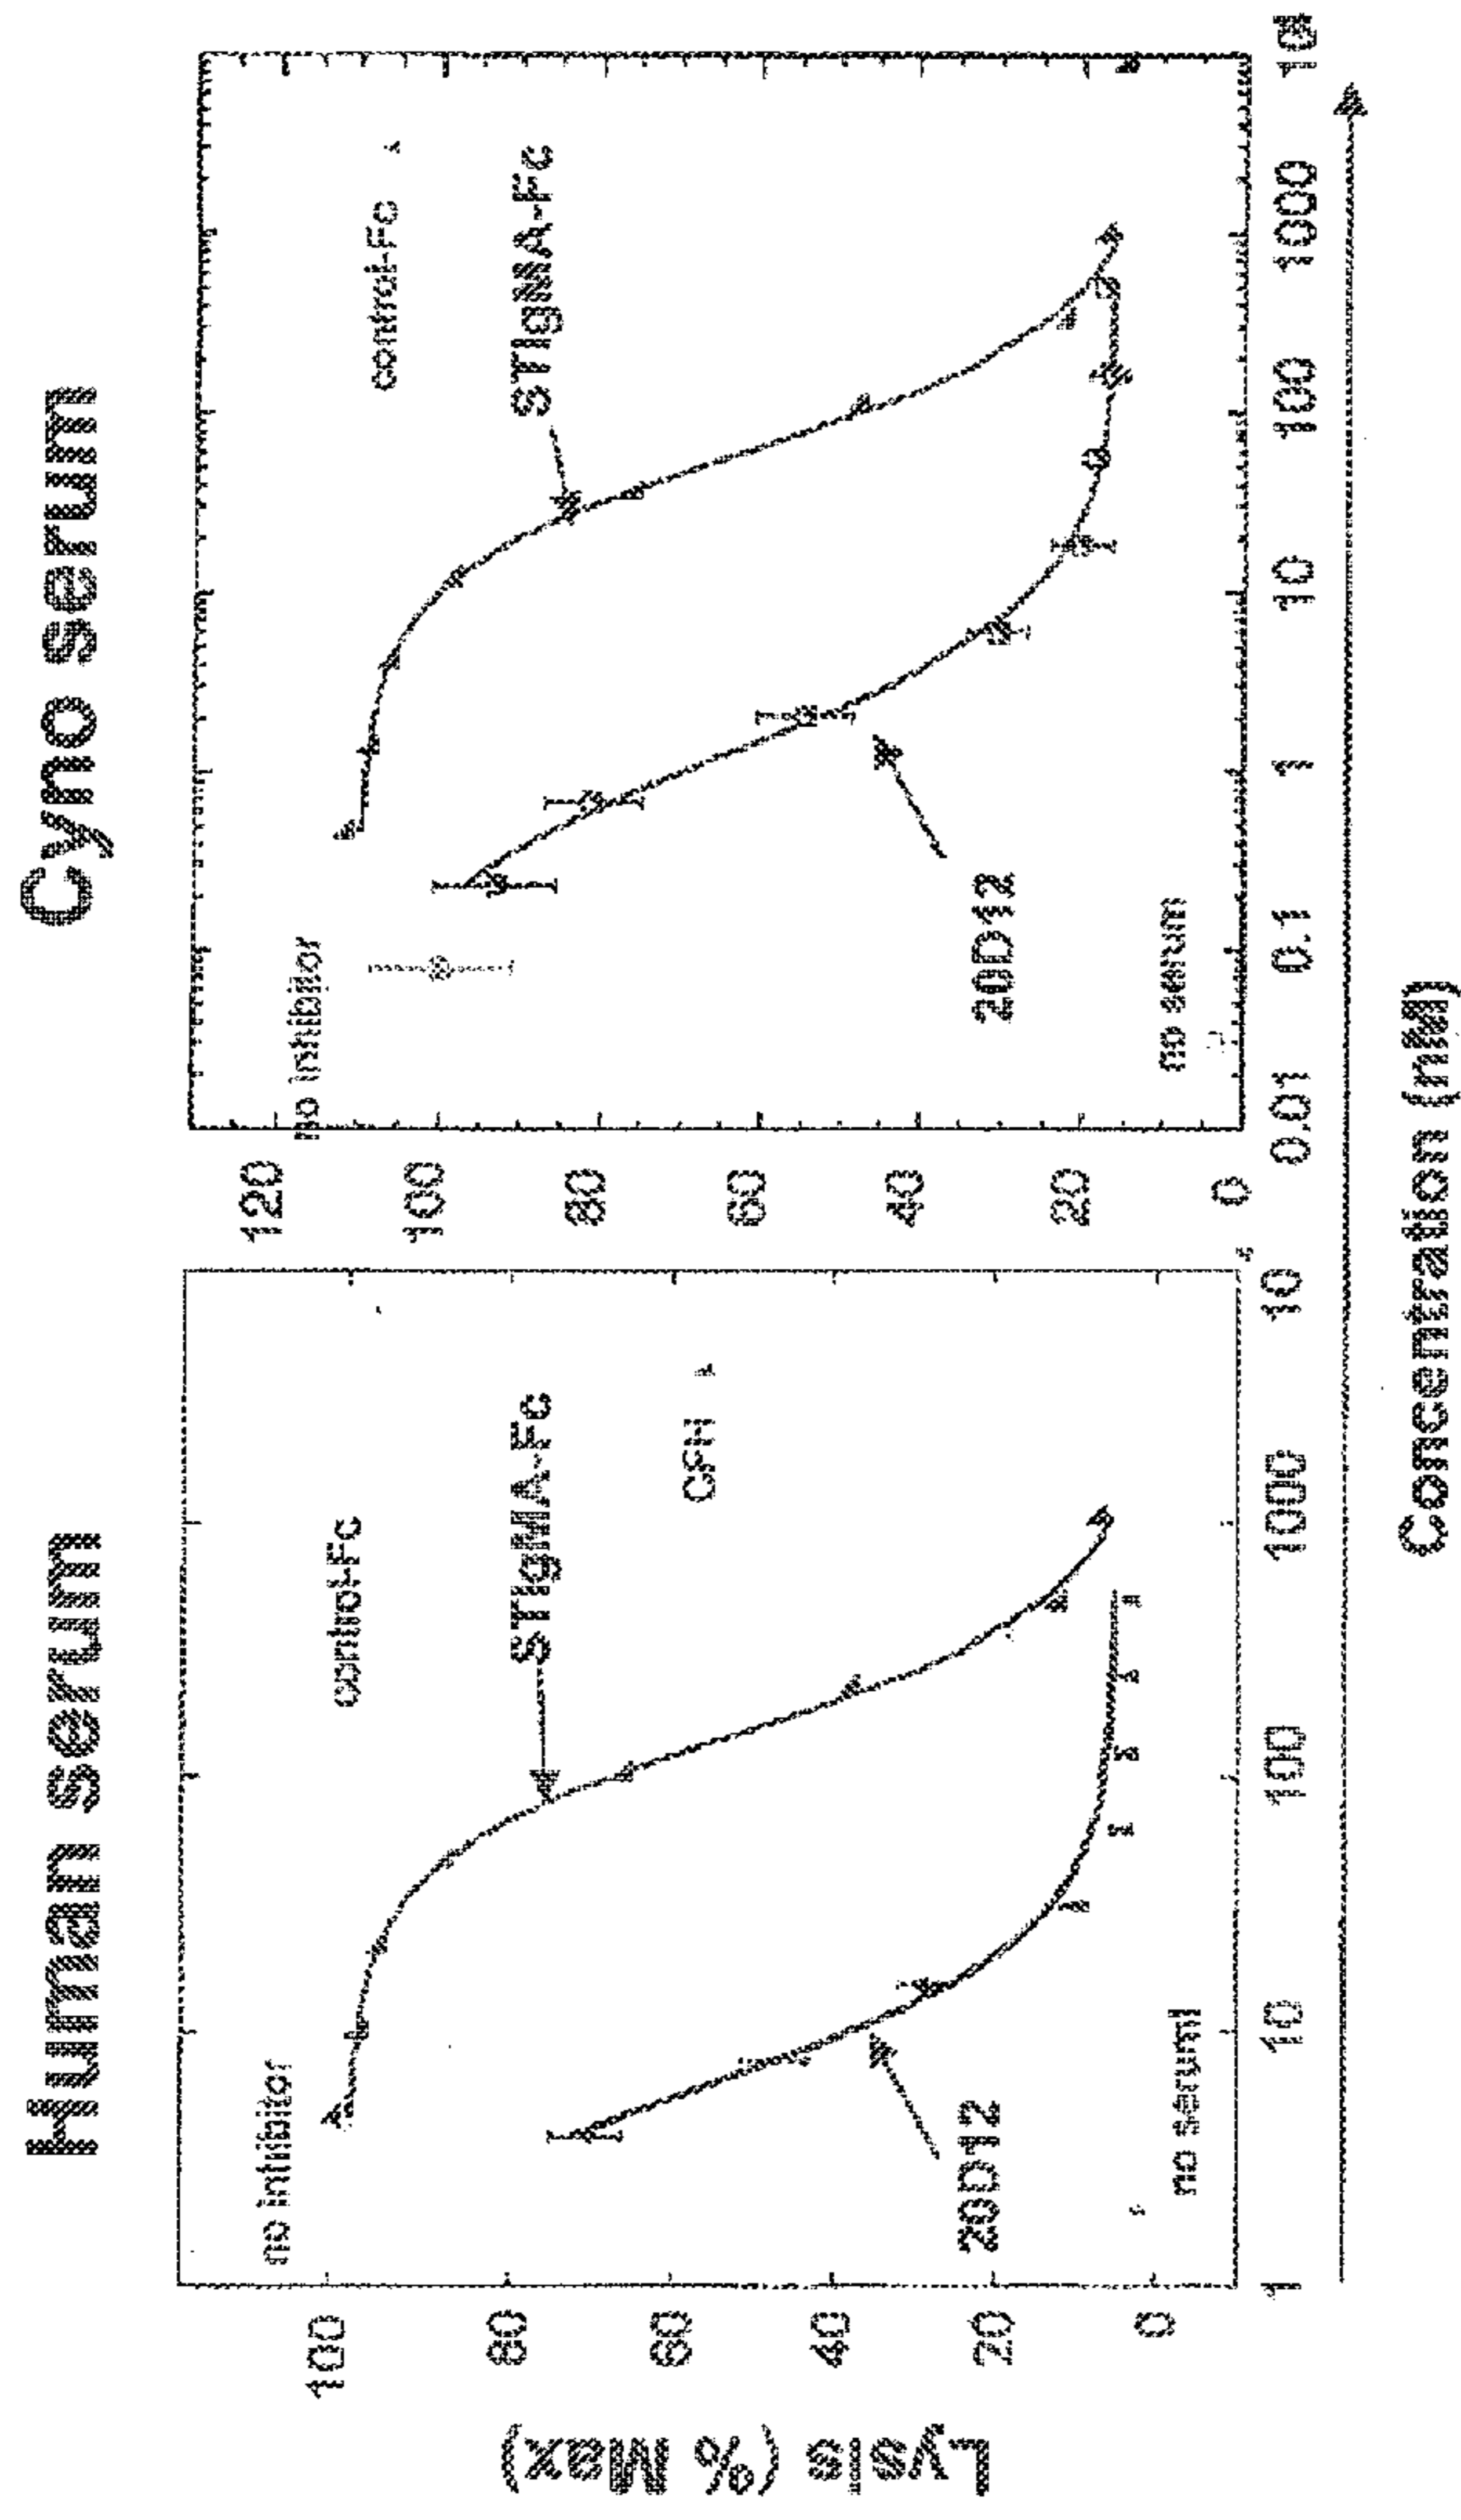 Human serum
no inhibitor
control-Fc
STIgMA-Fc
CFH
20D12
no serum
100
80
60
40
20
0
1
10
100
1000
10
Cyno serum
no inhibitor
control-Fc
STIgMA-Fc
20D12
no serum
120
100
80
60
40
20
0
0.01
0.1
1
10
100
1000
Lysis (% Max)
Concentration (nM)